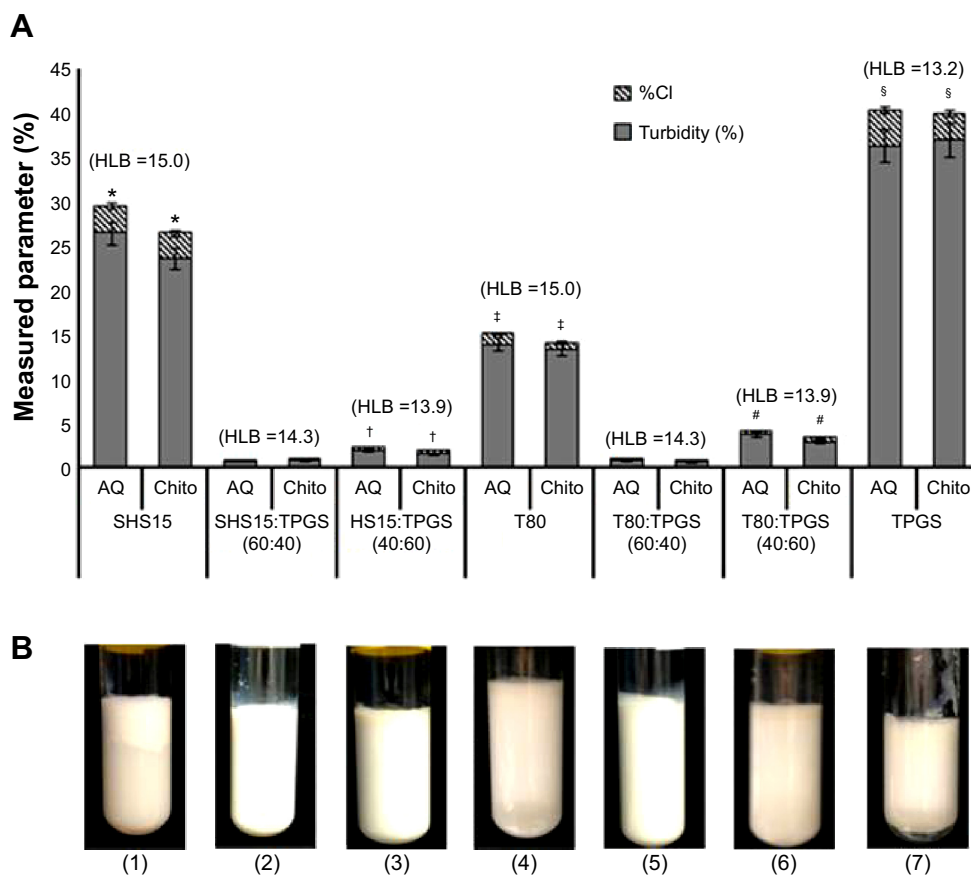 A
Measured parameter (%)
45
40
35
30
25
20
15
10
5
0
%CI
Turbidity (%)
(HLB =15.0)
*
*
(HLB =14.3)
(HLB =13.9)
†
†
(HLB =15.0)
‡
‡
(HLB =14.3)
(HLB =13.9)
#
#
(HLB =13.2)
§
§
AQ Chito AQ Chito AQ Chito AQ Chito AQ Chito AQ Chito AQ Chito
SHS15 SHS15:TPGS HS15:TPGS T80 T80:TPGS T80:TPGS TPGS
(60:40) (40:60) (60:40) (40:60)
B
(1) (2) (3) (4) (5) (6) (7)